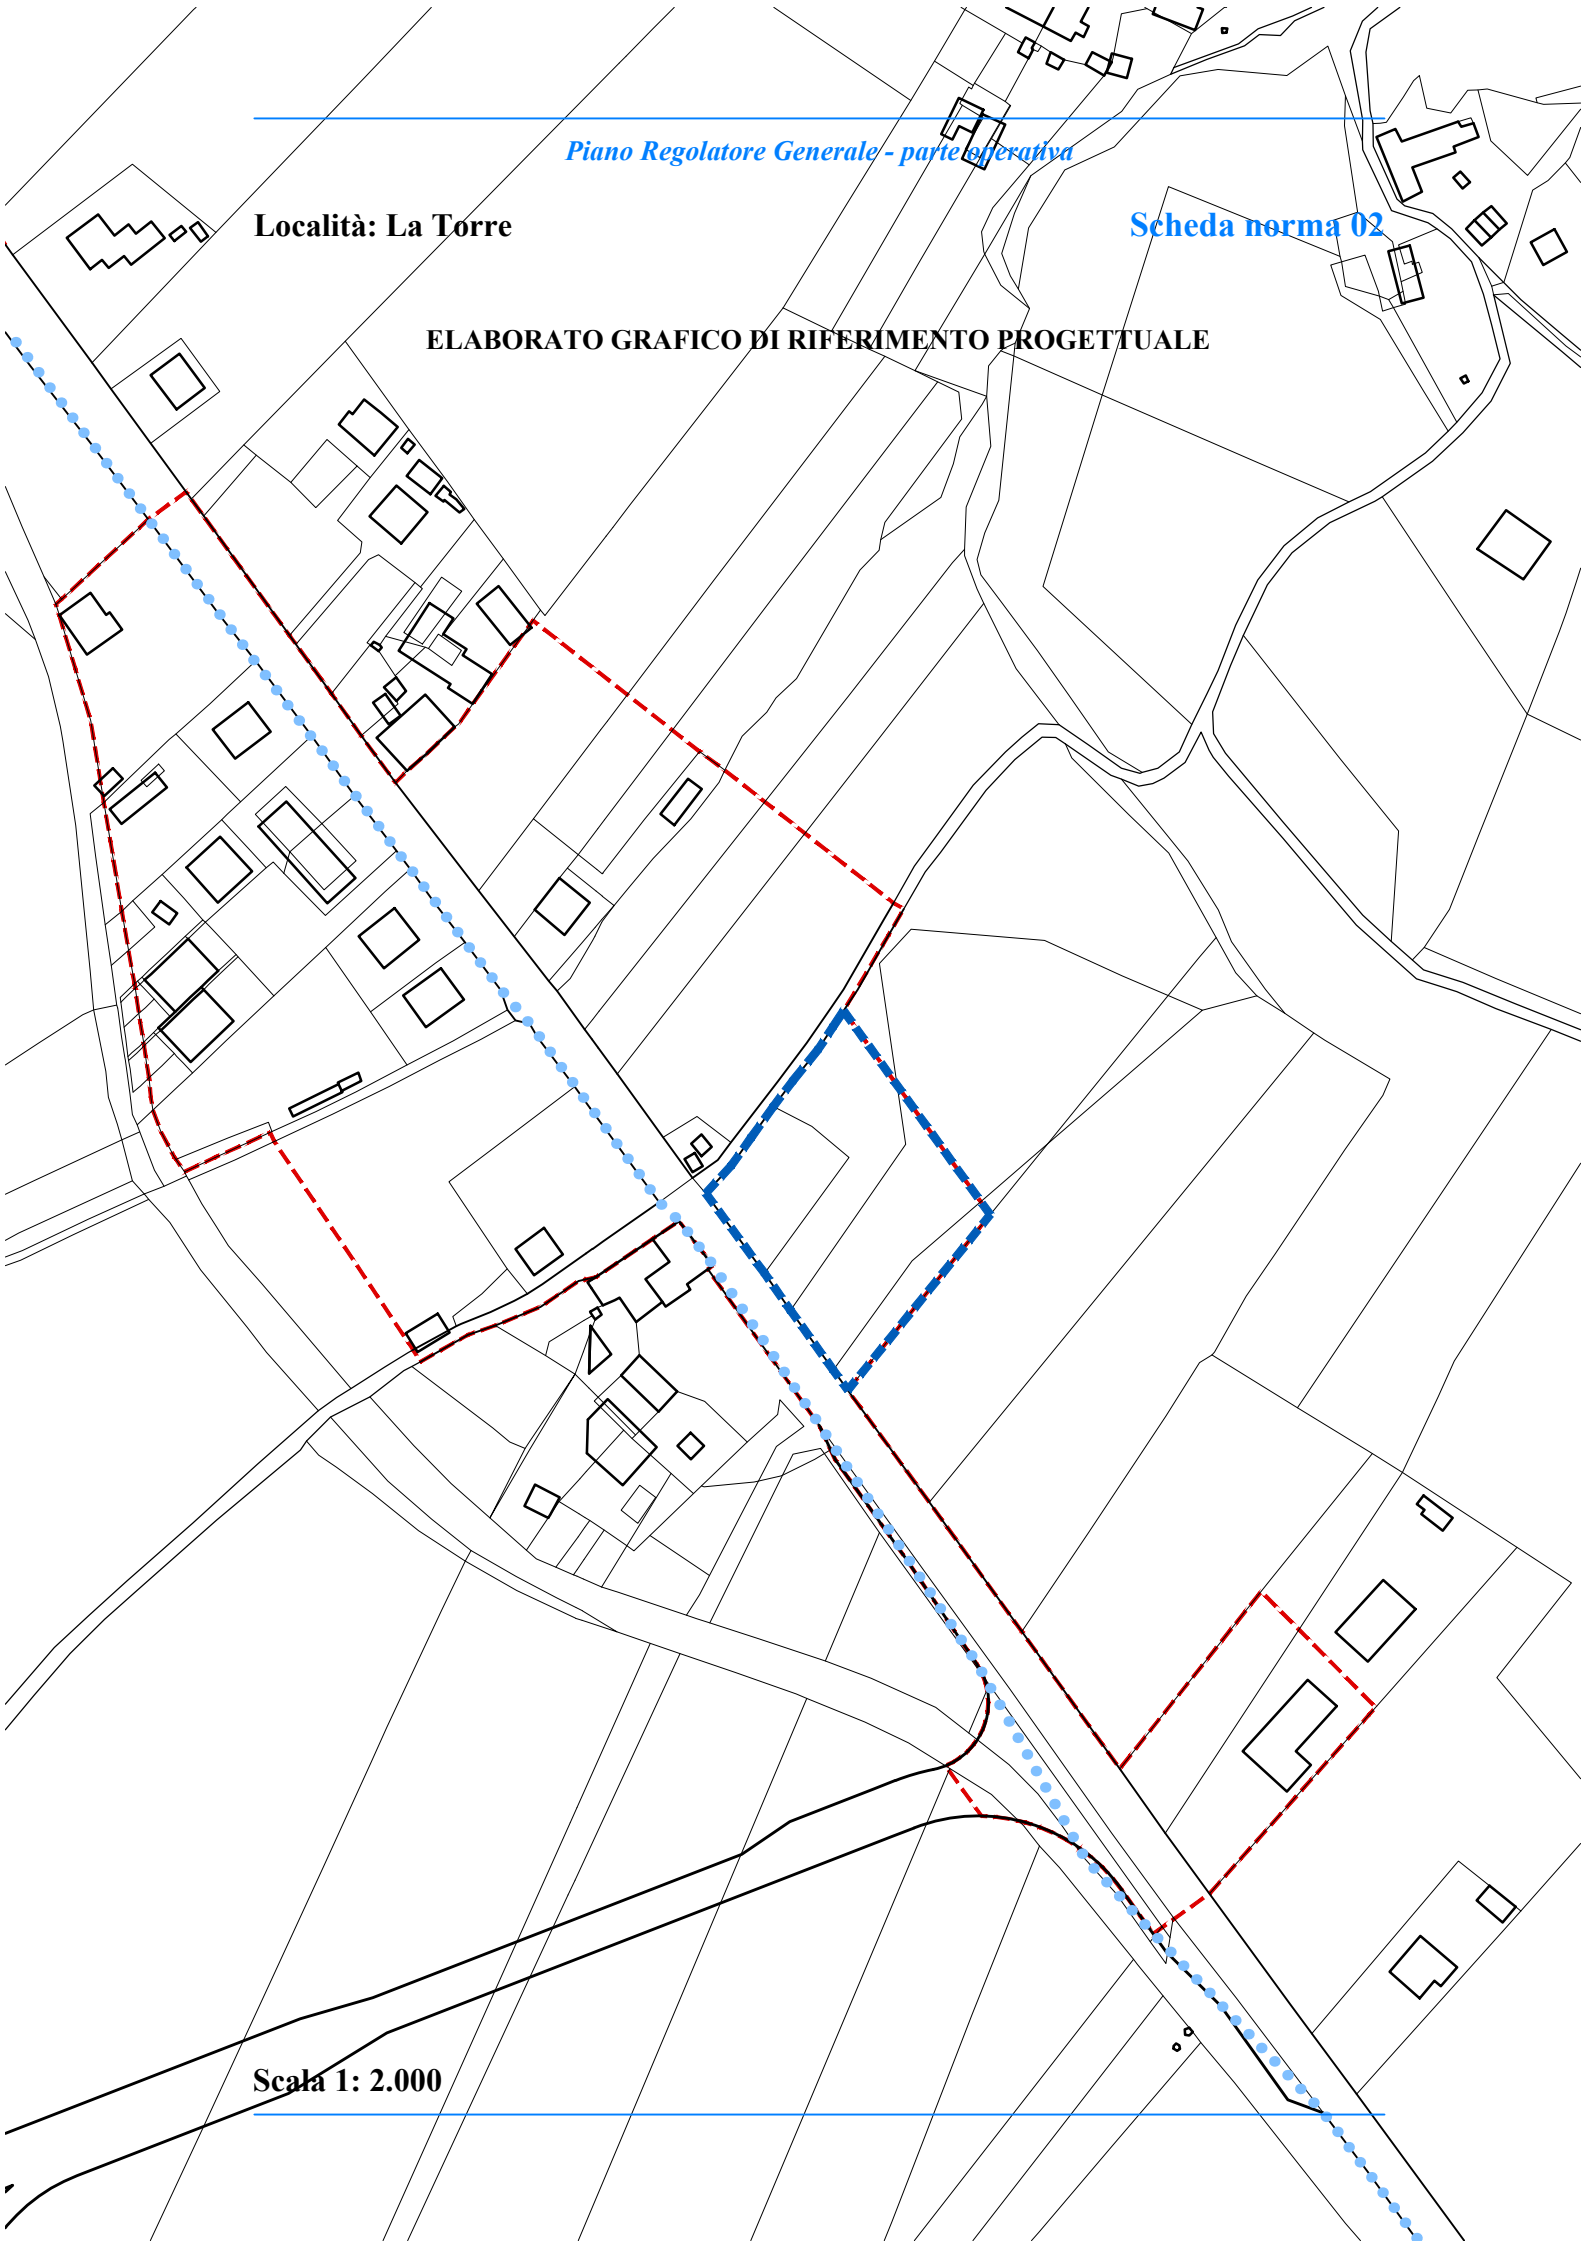 Piano Regolatore Generale - parte operativa
Località: La Torre
Scheda norma 02
ELABORATO GRAFICO DI RIFERIMENTO PROGETTUALE
Scala 1: 2.000